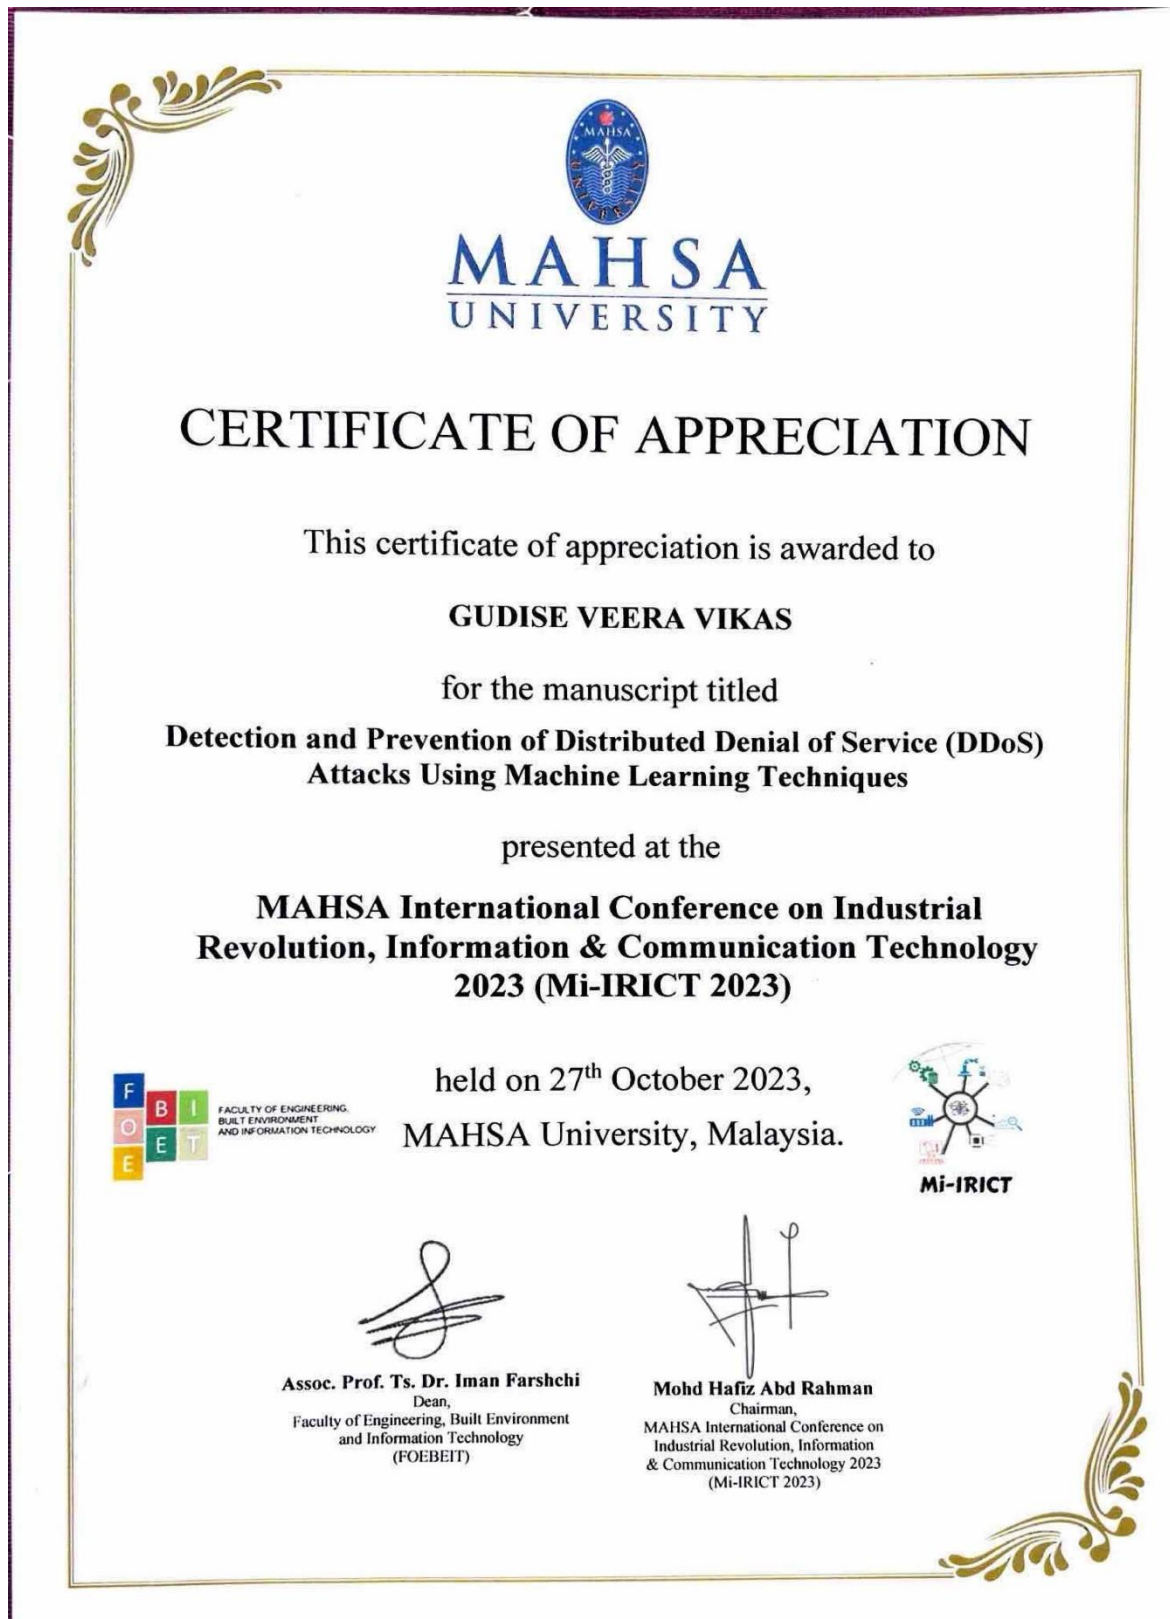 MAHSA
UNIVERSITY
MAHSA
UNIVERSITY
CERTIFICATE OF APPRECIATION
This certificate of appreciation is awarded to
GUDISE VEERA VIKAS
for the manuscript titled
Detection and Prevention of Distributed Denial of Service (DDoS)
Attacks Using Machine Learning Techniques
presented at the
MAHSA International Conference on Industrial
Revolution, Information & Communication Technology
2023 (Mi-IRICT 2023)
held on 27th October 2023,
MAHSA University, Malaysia.
F
B I
O
E T
E
FACULTY OF ENGINEERING,
BUILT ENVIRONMENT
AND INFORMATION TECHNOLOGY
Mi-IRICT
Assoc. Prof. Ts. Dr. Iman Farshchi
Dean,
Faculty of Engineering, Built Environment
and Information Technology
(FOEBEIT)
Mohd Hafiz Abd Rahman
Chairman,
MAHSA International Conference on
Industrial Revolution, Information
& Communication Technology 2023
(Mi-IRICT 2023)